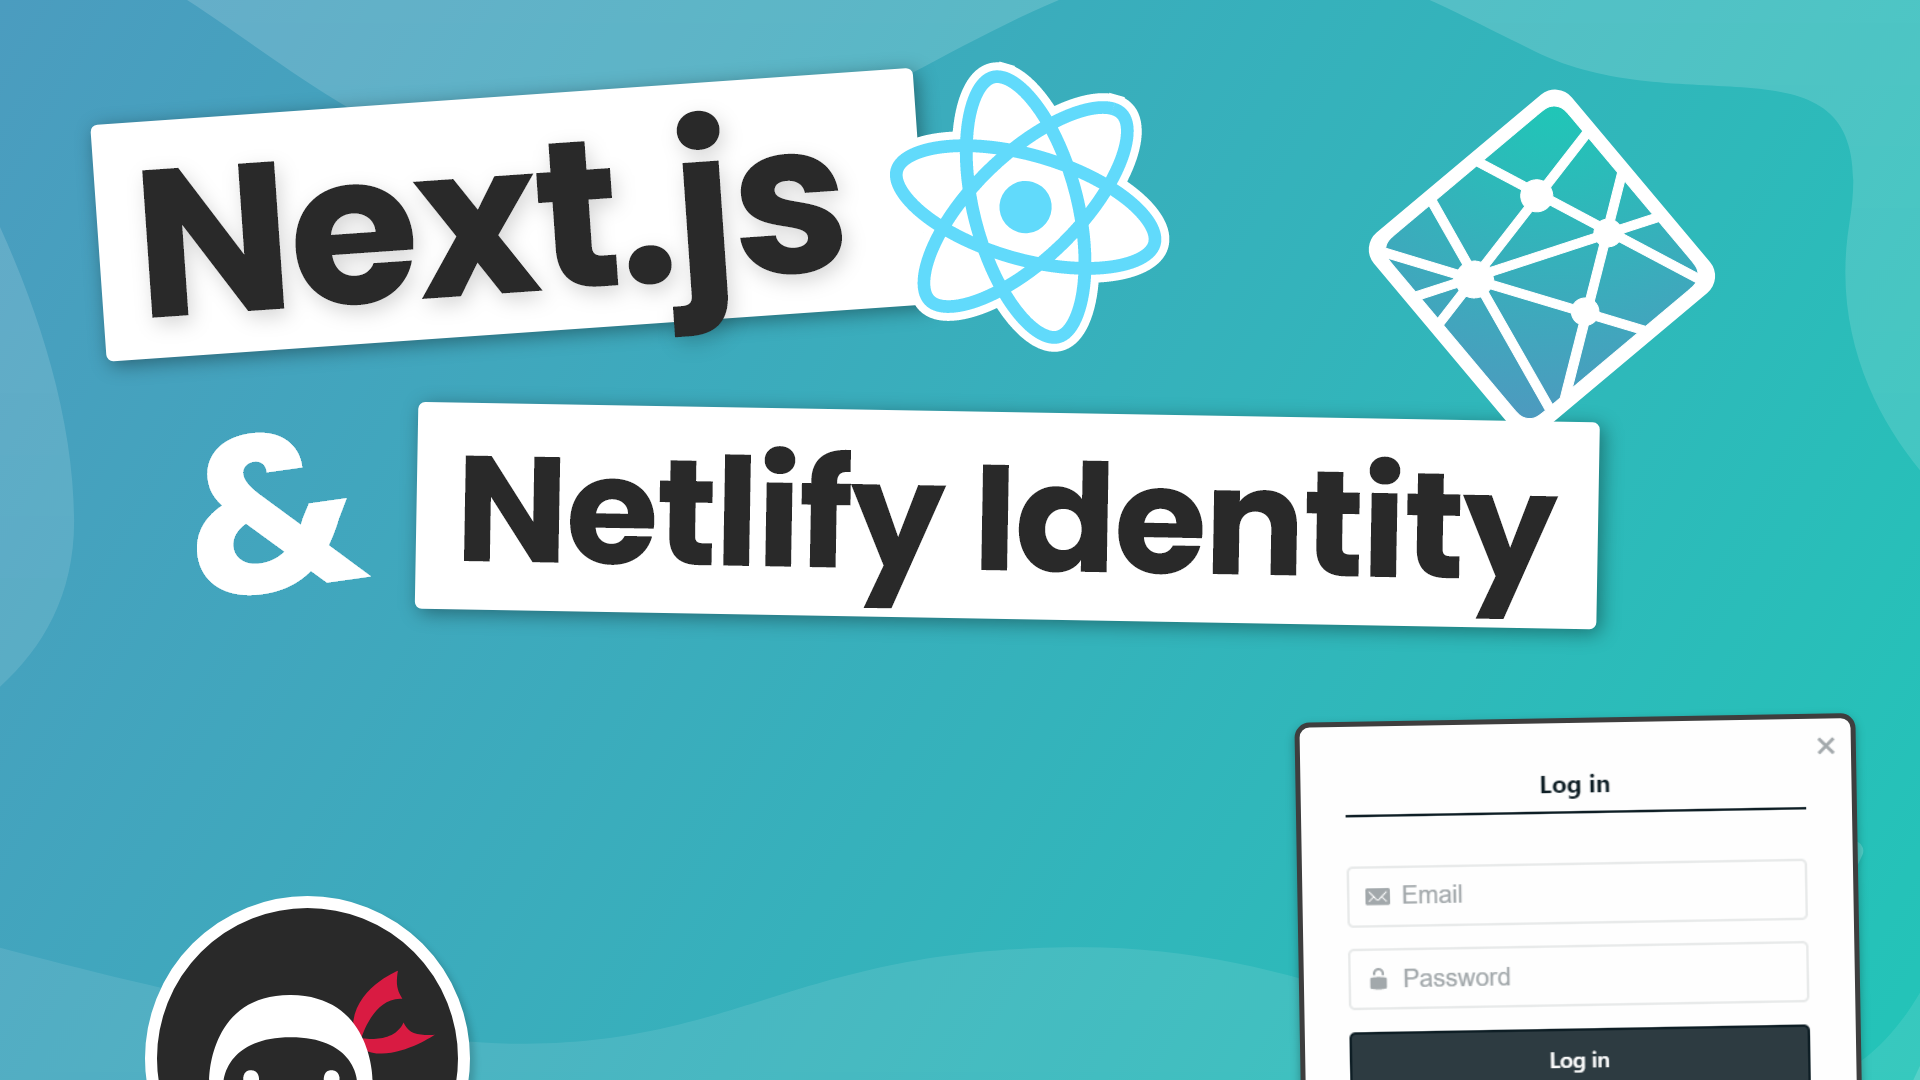 Next.js
& Netlify Identity
Log in
Email
Password
Log in